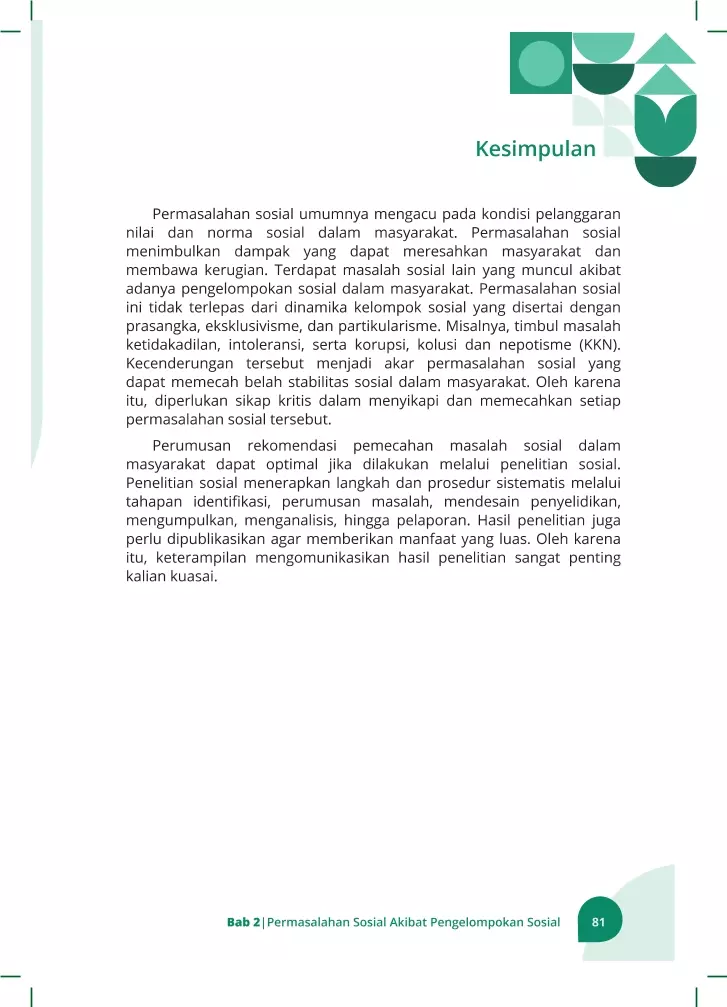 Kesimpulan
Permasalahan sosial umumnya mengacu pada kondisi pelanggaran
nilai dan norma sosial dalam masyarakat. Permasalahan sosial
menimbulkan dampak yang dapat meresahkan masyarakat dan
membawa kerugian. Terdapat masalah sosial lain yang muncul akibat
adanya pengelompokan sosial dalam masyarakat. Permasalahan sosial
ini tidak terlepas dari dinamika kelompok sosial yang disertai dengan
prasangka, eksklusivisme, dan partikularisme. Misalnya, timbul masalah
ketidakadilan, intoleransi, serta korupsi, kolusi dan nepotisme (KKN).
Kecenderungan tersebut menjadi akar permasalahan sosial yang
dapat memecah belah stabilitas sosial dalam masyarakat. Oleh karena
itu, diperlukan sikap kritis dalam menyikapi dan memecahkan setiap
permasalahan sosial tersebut.
Perumusan rekomendasi pemecahan masalah sosial dalam
masyarakat dapat optimal jika dilakukan melalui penelitian sosial.
Penelitian sosial menerapkan langkah dan prosedur sistematis melalui
tahapan identifikasi, perumusan masalah, mendesain penyelidikan,
mengumpulkan, menganalisis, hingga pelaporan. Hasil penelitian juga
perlu dipublikasikan agar memberikan manfaat yang luas. Oleh karena
itu, keterampilan mengomunikasikan hasil penelitian sangat penting
kalian kuasai.
Bab 2|Permasalahan Sosial Akibat Pengelompokan Sosial 81